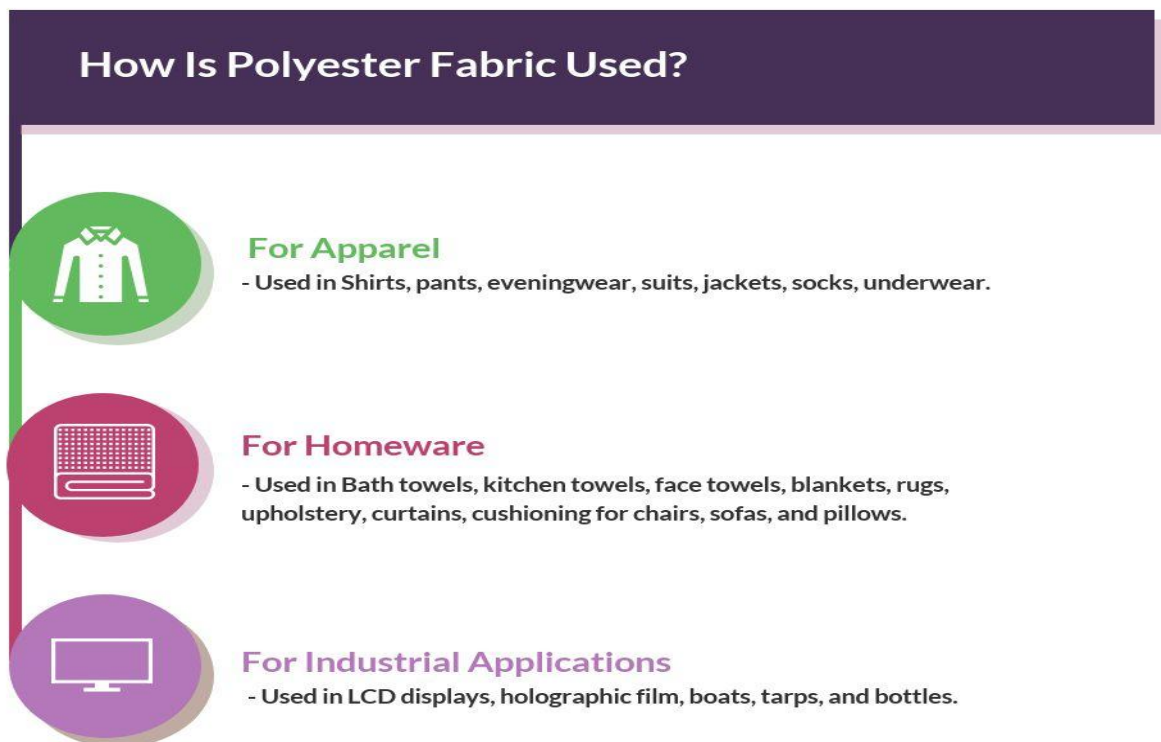 How Is Polyester Fabric Used?
For Apparel
- Used in Shirts, pants, eveningwear, suits, jackets, socks, underwear.
For Homeware
- Used in Bath towels, kitchen towels, face towels, blankets, rugs,
upholstery, curtains, cushioning for chairs, sofas, and pillows.
For Industrial Applications
- Used in LCD displays, holographic film, boats, tarps, and bottles.